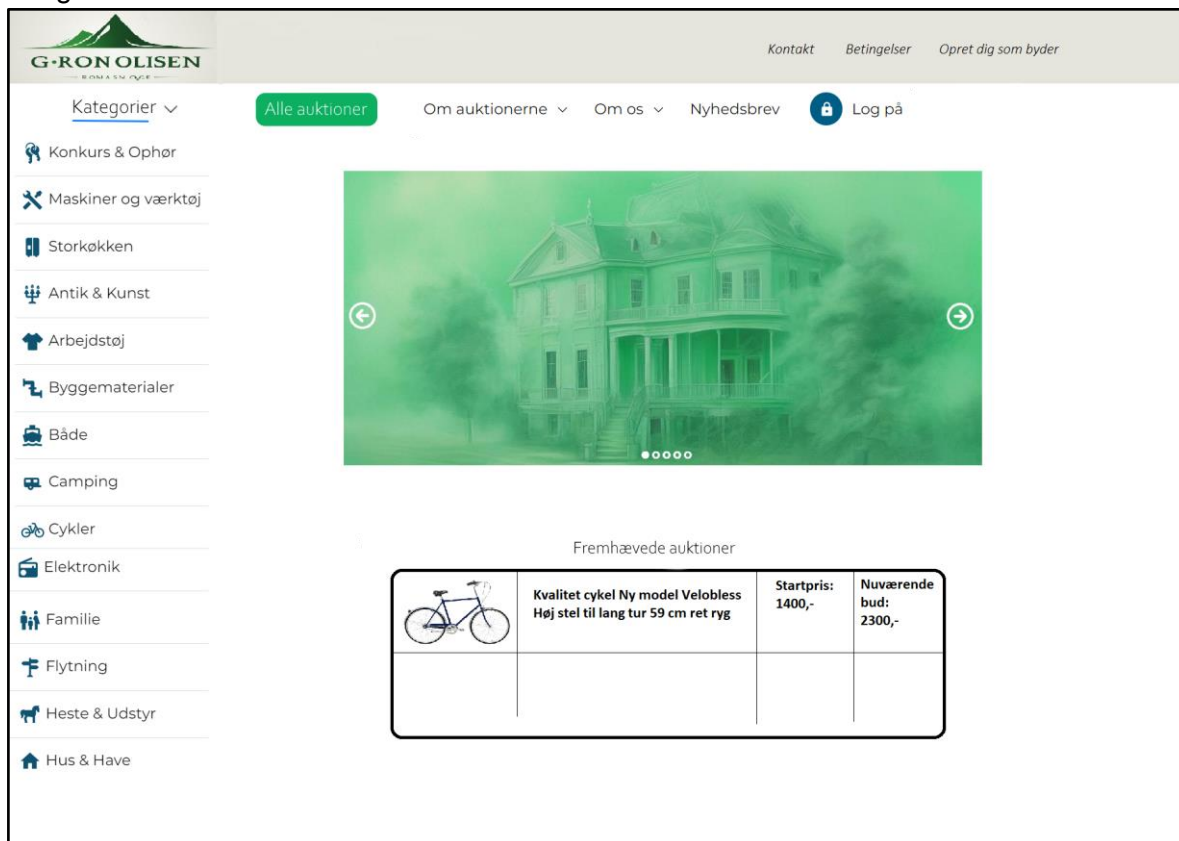 G·RON OLISEN
Kontakt Betingelser Opret dig som byder
Kategorier
Alle auktioner
Om auktionerne
Om os
Nyhedsbrev
Log på
Konkurs & Ophør
Maskiner og værktøj
Storkøkken
Antik & Kunst
Arbejdstøj
Byggematerialer
Både
Camping
Cykler
Elektronik
Familie
Flytning
Heste & Udstyr
Hus & Have
Fremhævede auktioner
Kvalitet cykel Ny model Velobless
Høj stel til lang tur 59 cm ret ryg
Startpris:
1400,-
Nuværende
bud:
2300,-